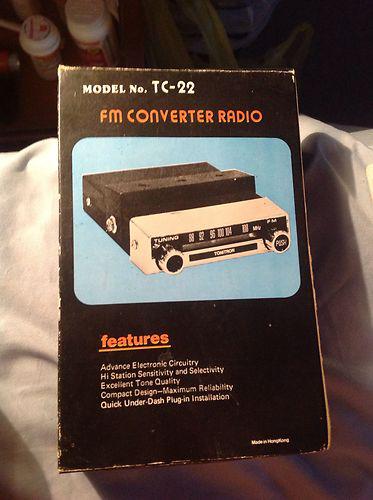 MODEL No. TC-22
FM CONVERTER RADIO
TUNING 88 92 96 100 104 108 MHz FM
TOMITRON
PUSH
features
Advance Electronic Circuitry
Hi Station Sensitivity and Selectivity
Excellent Tone Quality
Compact Design—Maximum Reliability
Quick Under-Dash Plug-in Installation
Made in HongKong